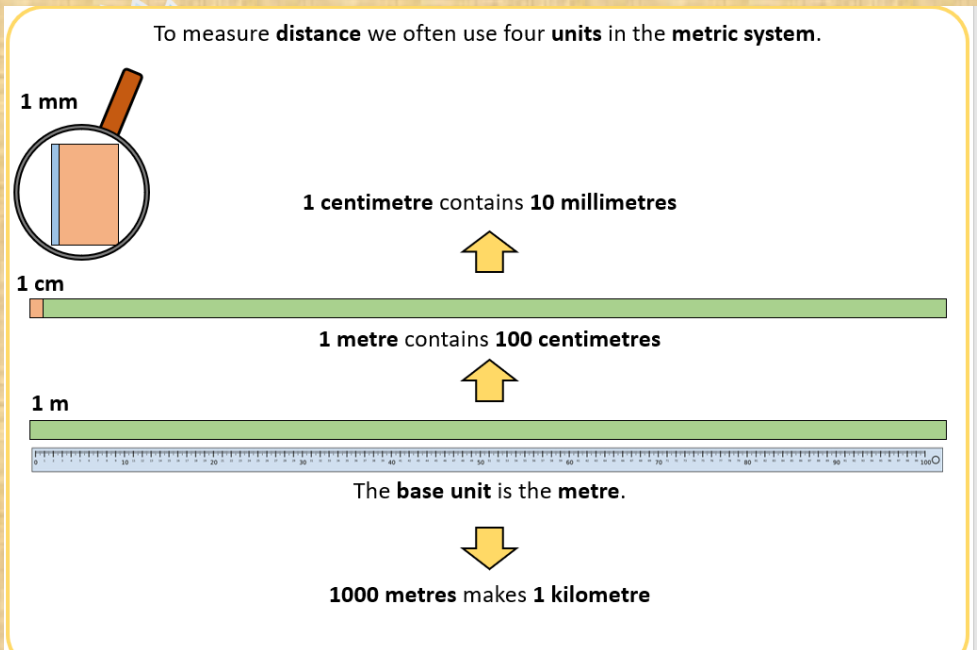 To measure distance we often use four units in the metric system.
1 mm
1 centimetre contains 10 millimetres
1 cm
1 metre contains 100 centimetres
1 m
0 10 20 30 40 50 60 70 80 90 100
The base unit is the metre.
1000 metres makes 1 kilometre